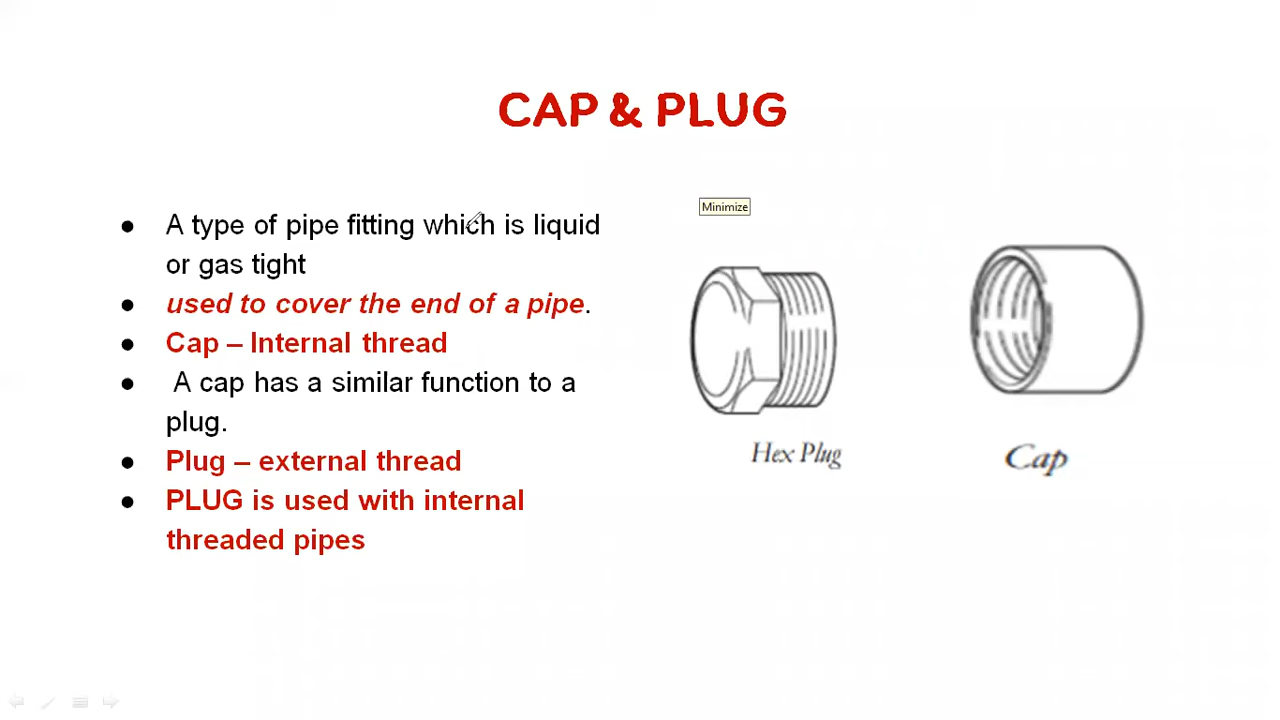 CAP & PLUG
● A type of pipe fitting which is liquid
or gas tight
● used to cover the end of a pipe.
● Cap – Internal thread
● A cap has a similar function to a
plug.
● Plug – external thread
● PLUG is used with internal
threaded pipes
Minimize
Hex Plug
Cap